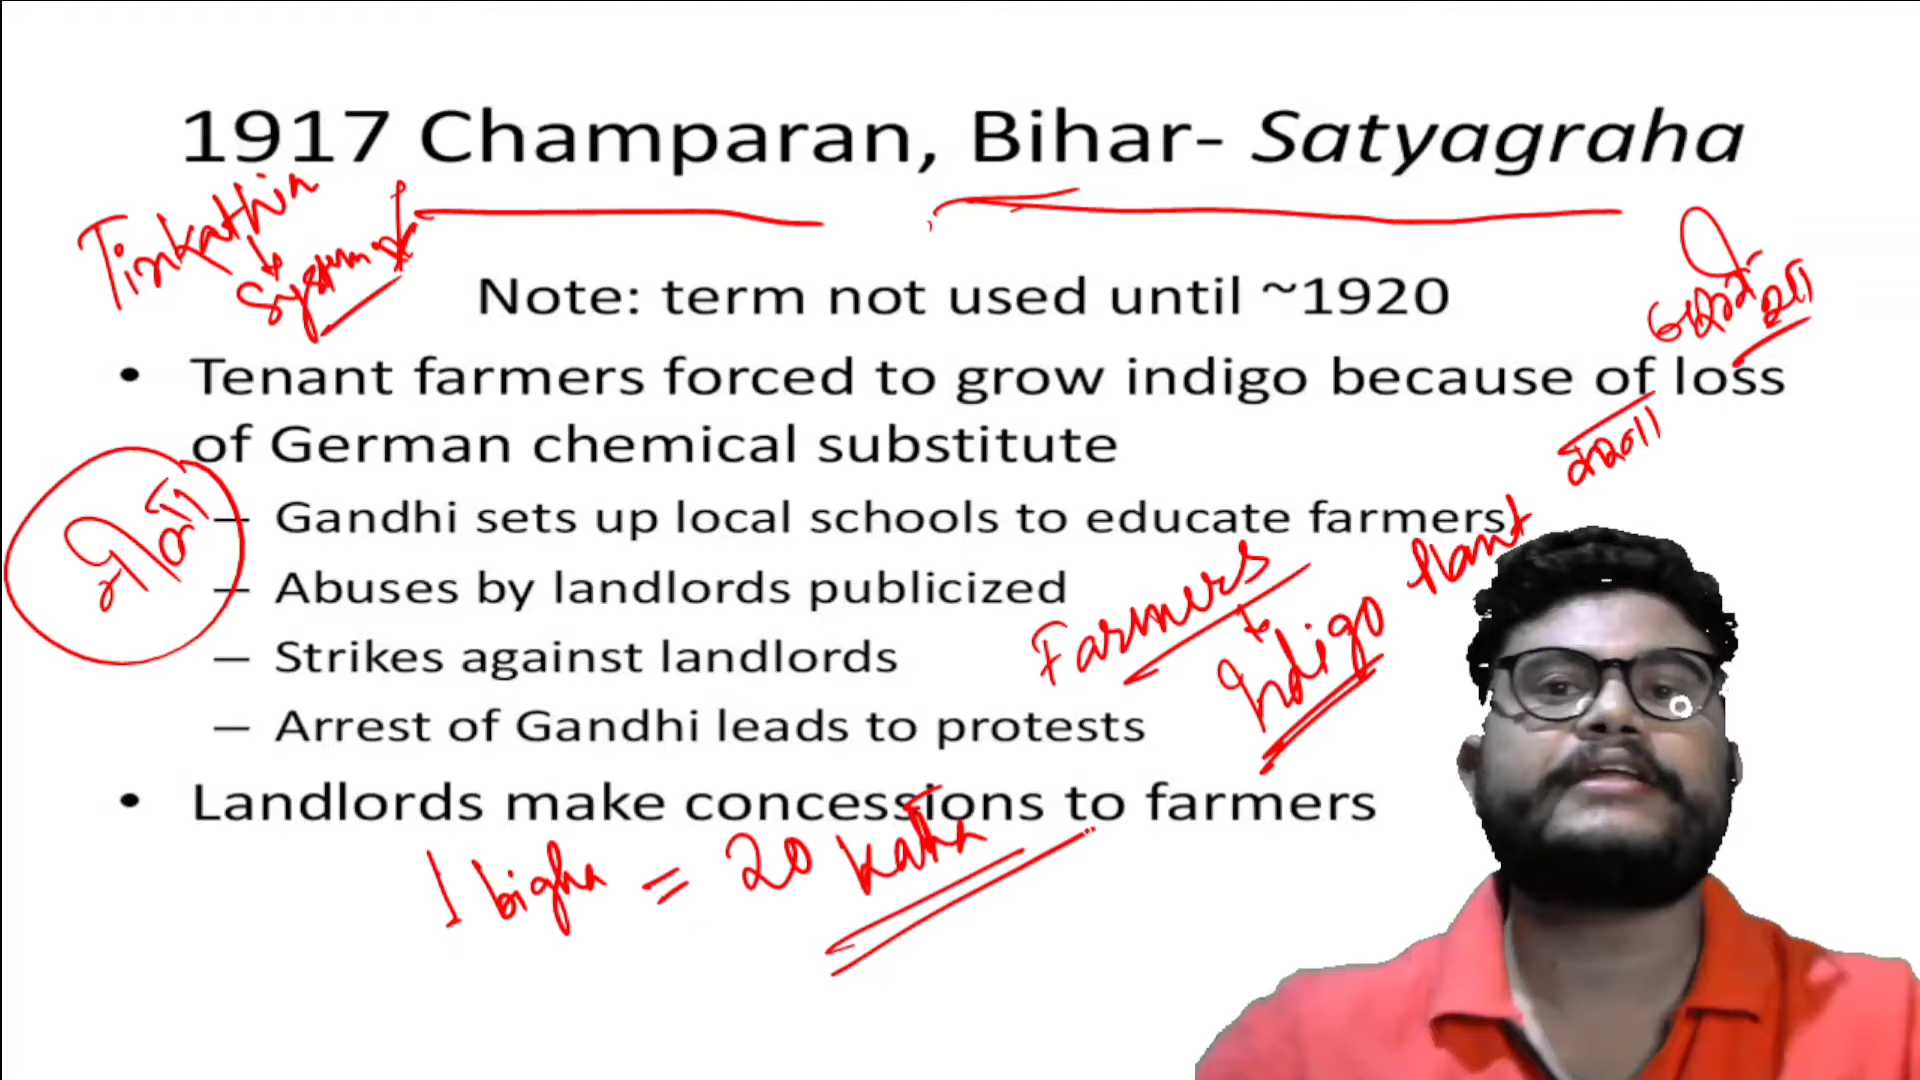 1917 Champaran, Bihar- Satyagraha
Tinkathia
System
Note: term not used until ~1920
• Tenant farmers forced to grow indigo because of loss
of German chemical substitute
– Gandhi sets up local schools to educate farmers
– Abuses by landlords publicized
– Strikes against landlords
– Arrest of Gandhi leads to protests
Farmers
to
Indigo Plant
• Landlords make concessions to farmers
1 bigha = 20 katha